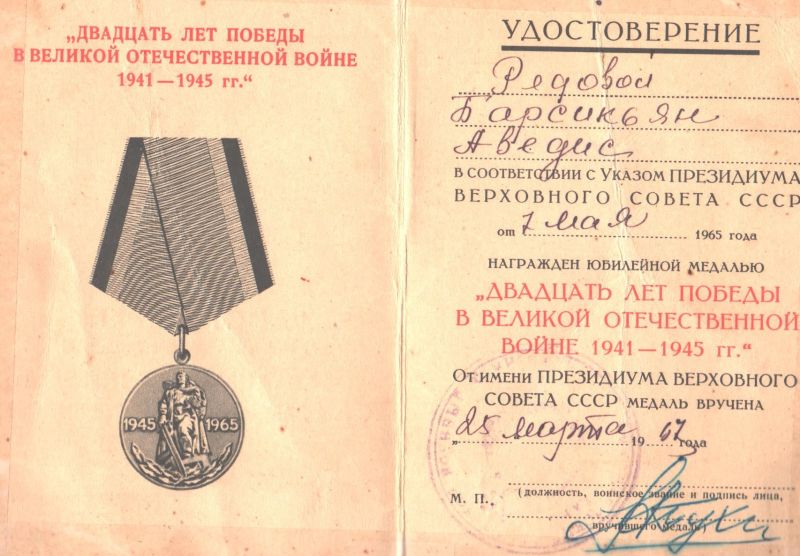 „ДВАДЦАТЬ ЛЕТ ПОБЕДЫ
В ВЕЛИКОЙ ОТЕЧЕСТВЕННОЙ ВОЙНЕ
1941—1945 гг.“
1945 1965
УДОСТОВЕРЕНИЕ
Редовой
Барсикьян
Аведис
В СООТВЕТСТВИИ С УКАЗОМ ПРЕЗИДИУМА
ВЕРХОВНОГО СОВЕТА СССР
от 7 мая 1965 года
НАГРАЖДЕН ЮБИЛЕЙНОЙ МЕДАЛЬЮ
„ДВАДЦАТЬ ЛЕТ ПОБЕДЫ
В ВЕЛИКОЙ ОТЕЧЕСТВЕННОЙ
ВОЙНЕ 1941—1945 гг.“
От имени ПРЕЗИДИУМА ВЕРХОВНОГО
СОВЕТА СССР МЕДАЛЬ ВРУЧЕНА
„25 марта 1967 года
М. П. (должность, воинское звание и подпись лица,
вручившего медаль)